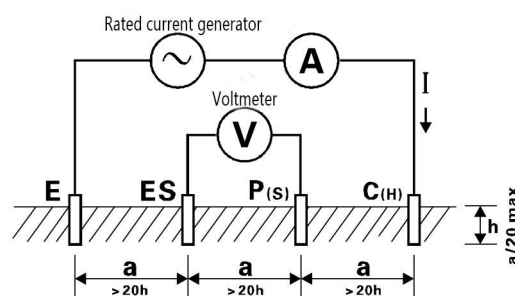 Rated current generator
A
I
Voltmeter
V
E
ES
P(S)
C(H)
h
a/20 max
a
a
a
>20h
>20h
>20h